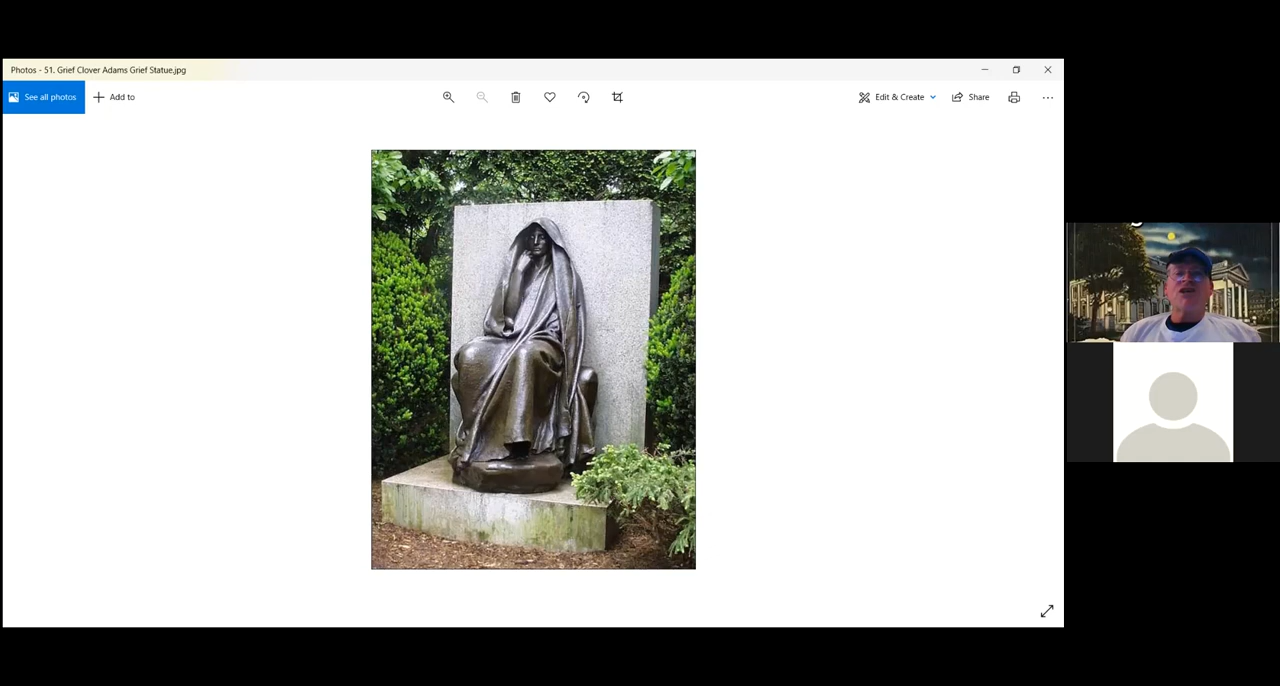 Photos - 51. Grief Clover Adams Grief Statue.jpg
See all photos
Add to
Edit & Create
Share